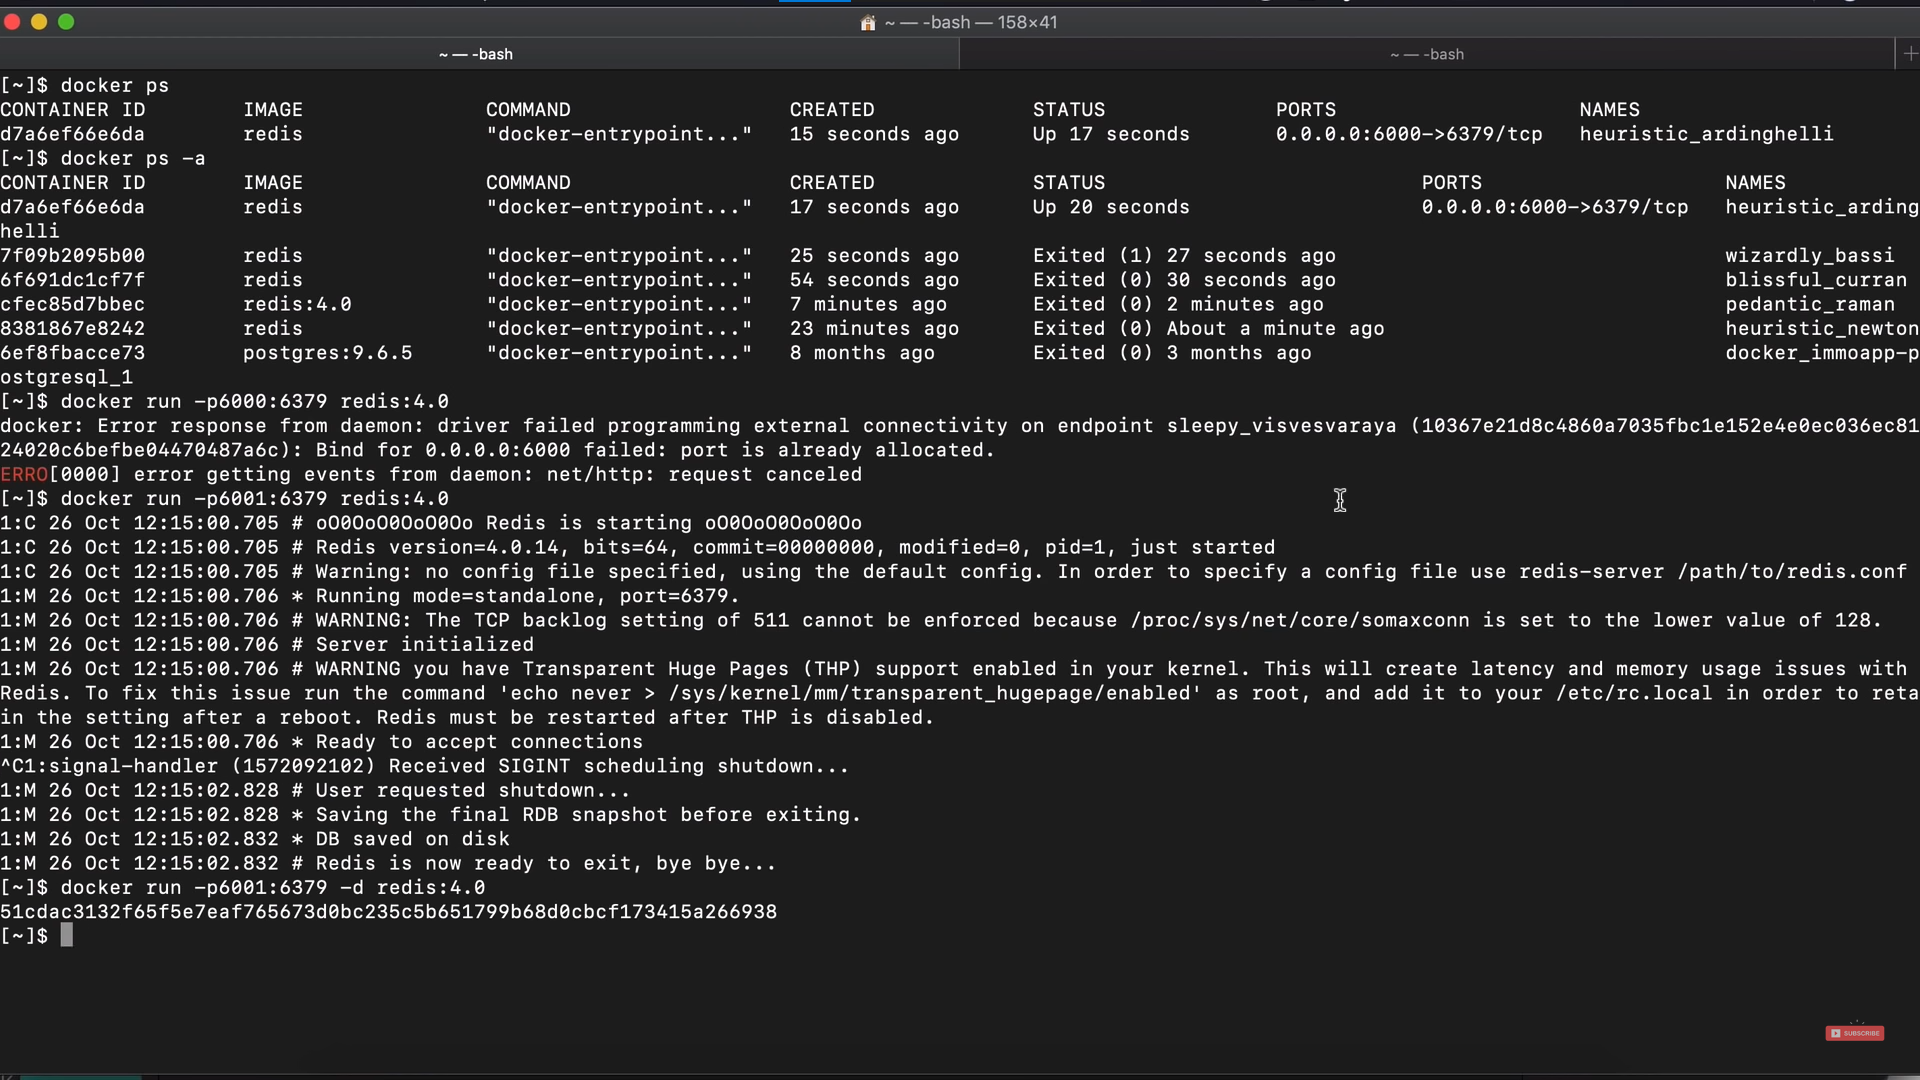 ~ — -bash — 158×41
~ — -bash ~ — -bash
[~]$ docker ps
CONTAINER ID IMAGE COMMAND CREATED STATUS PORTS NAMES
d7a6ef66e6da redis "docker-entrypoint..." 15 seconds ago Up 17 seconds 0.0.0.0:6000->6379/tcp heuristic_ardinghelli
[~]$ docker ps -a
CONTAINER ID IMAGE COMMAND CREATED STATUS PORTS NAMES
d7a6ef66e6da redis "docker-entrypoint..." 17 seconds ago Up 20 seconds 0.0.0.0:6000->6379/tcp heuristic_arding
helli
7f09b2095b00 redis "docker-entrypoint..." 25 seconds ago Exited (1) 27 seconds ago wizardly_bassi
6f691dc1cf7f redis "docker-entrypoint..." 54 seconds ago Exited (0) 30 seconds ago blissful_curran
cfec85d7bbec redis:4.0 "docker-entrypoint..." 7 minutes ago Exited (0) 2 minutes ago pedantic_raman
8381867e8242 redis "docker-entrypoint..." 23 minutes ago Exited (0) About a minute ago heuristic_newton
6ef8fbacce73 postgres:9.6.5 "docker-entrypoint..." 8 months ago Exited (0) 3 months ago docker_immoapp-p
ostgresql_1
[~]$ docker run -p6000:6379 redis:4.0
docker: Error response from daemon: driver failed programming external connectivity on endpoint sleepy_visvesvaraya (10367e21d8c4860a7035fbc1e152e4e0ec036ec81
24020c6befbe04470487a6c): Bind for 0.0.0.0:6000 failed: port is already allocated.
ERRO[0000] error getting events from daemon: net/http: request canceled
[~]$ docker run -p6001:6379 redis:4.0
1:C 26 Oct 12:15:00.705 # oO0OoO0OoO0Oo Redis is starting oO0OoO0OoO0Oo
1:C 26 Oct 12:15:00.705 # Redis version=4.0.14, bits=64, commit=00000000, modified=0, pid=1, just started
1:C 26 Oct 12:15:00.705 # Warning: no config file specified, using the default config. In order to specify a config file use redis-server /path/to/redis.conf
1:M 26 Oct 12:15:00.706 * Running mode=standalone, port=6379.
1:M 26 Oct 12:15:00.706 # WARNING: The TCP backlog setting of 511 cannot be enforced because /proc/sys/net/core/somaxconn is set to the lower value of 128.
1:M 26 Oct 12:15:00.706 # Server initialized
1:M 26 Oct 12:15:00.706 # WARNING you have Transparent Huge Pages (THP) support enabled in your kernel. This will create latency and memory usage issues with
Redis. To fix this issue run the command 'echo never > /sys/kernel/mm/transparent_hugepage/enabled' as root, and add it to your /etc/rc.local in order to reta
in the setting after a reboot. Redis must be restarted after THP is disabled.
1:M 26 Oct 12:15:00.706 * Ready to accept connections
^C1:signal-handler (1572092102) Received SIGINT scheduling shutdown...
1:M 26 Oct 12:15:02.828 # User requested shutdown...
1:M 26 Oct 12:15:02.828 * Saving the final RDB snapshot before exiting.
1:M 26 Oct 12:15:02.832 * DB saved on disk
1:M 26 Oct 12:15:02.832 # Redis is now ready to exit, bye bye...
[~]$ docker run -p6001:6379 -d redis:4.0
51cdac3132f65f5e7eaf765673d0bc235c5b651799b68d0cbcf173415a266938
[~]$
SUBSCRIBE